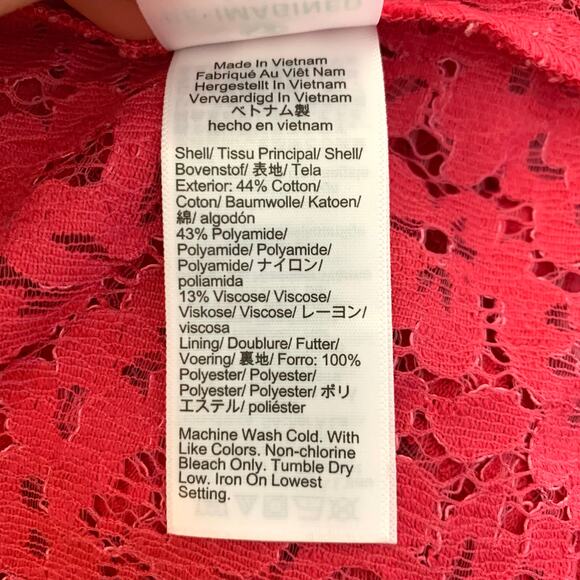 RE·IMAGINED
Made In Vietnam
Fabriqué Au Viêt Nam
Hergestellt In Vietnam
Vervaardigd In Vietnam
ベトナム製
hecho en vietnam
Shell/ Tissu Principal/ Shell/
Bovenstof/ 表地/ Tela
Exterior: 44% Cotton/
Coton/ Baumwolle/ Katoen/
綿/ algodón
43% Polyamide/
Polyamide/ Polyamide/
Polyamide/ ナイロン/
poliamida
13% Viscose/ Viscose/
Viskose/ Viscose/ レーヨン/
viscosa
Lining/ Doublure/ Futter/
Voering/ 裏地/ Forro: 100%
Polyester/ Polyester/
Polyester/ Polyester/ ポリ
エステル/ poliéster
Machine Wash Cold. With
Like Colors. Non-chlorine
Bleach Only. Tumble Dry
Low. Iron On Lowest
Setting.